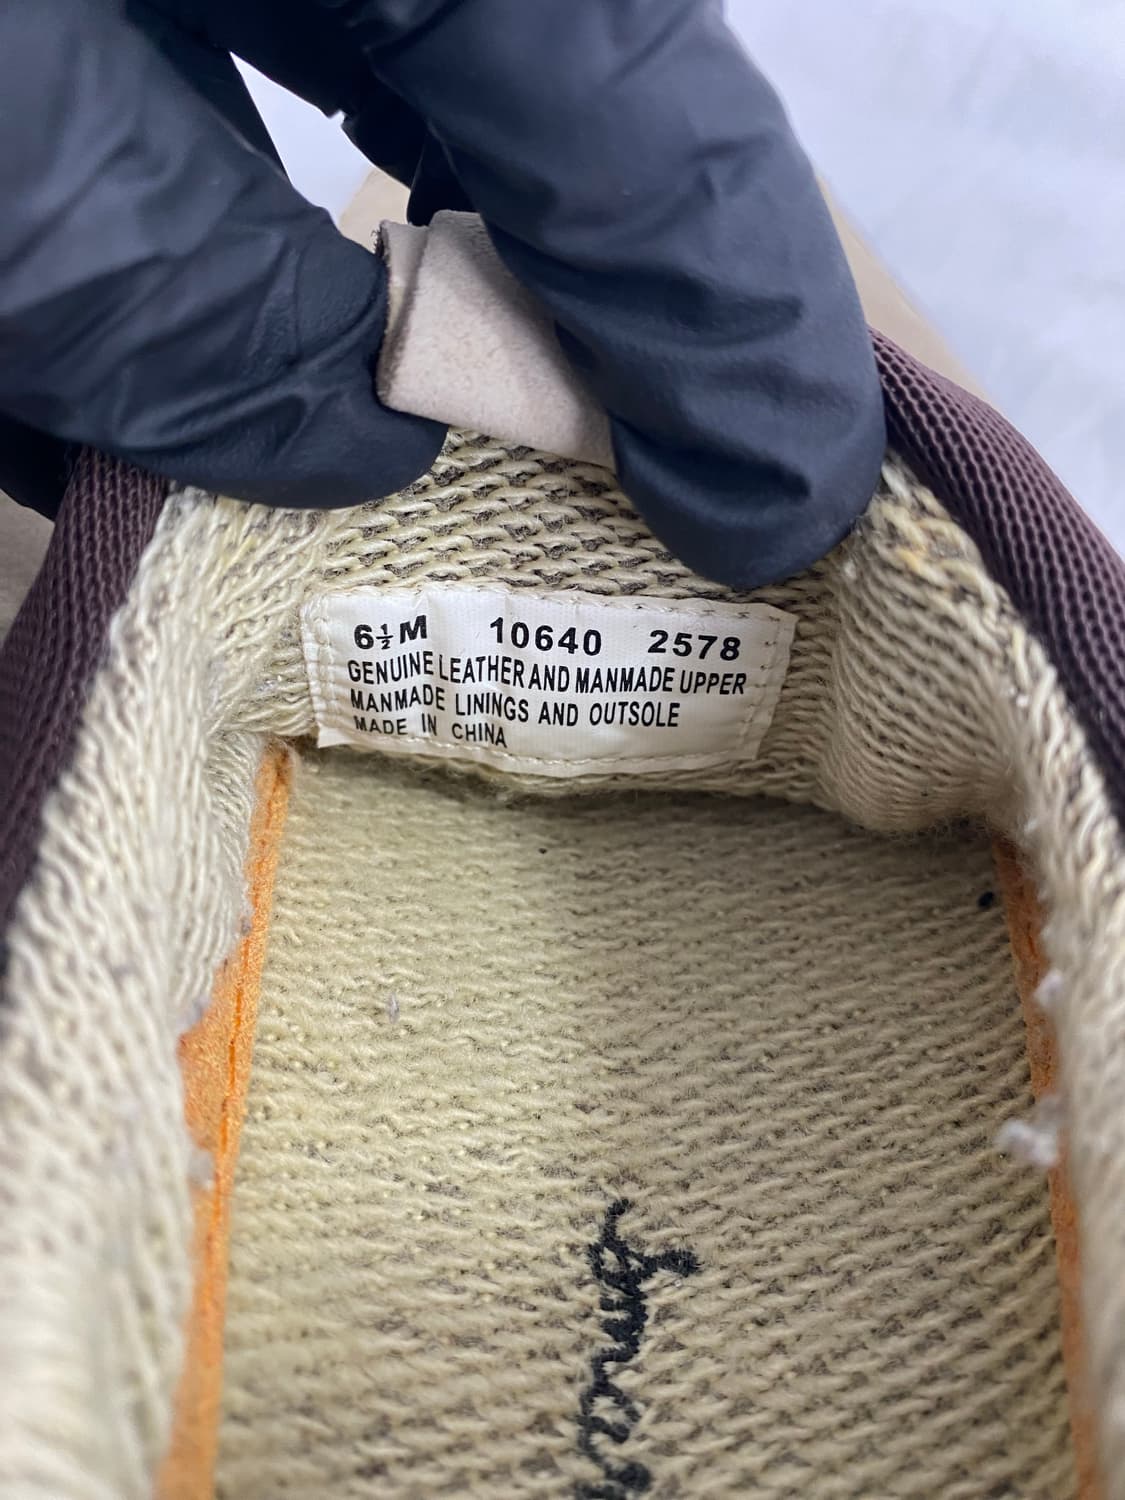 6½M 10640 2578
GENUINE LEATHER AND MANMADE UPPER
MANMADE LININGS AND OUTSOLE
MADE IN CHINA